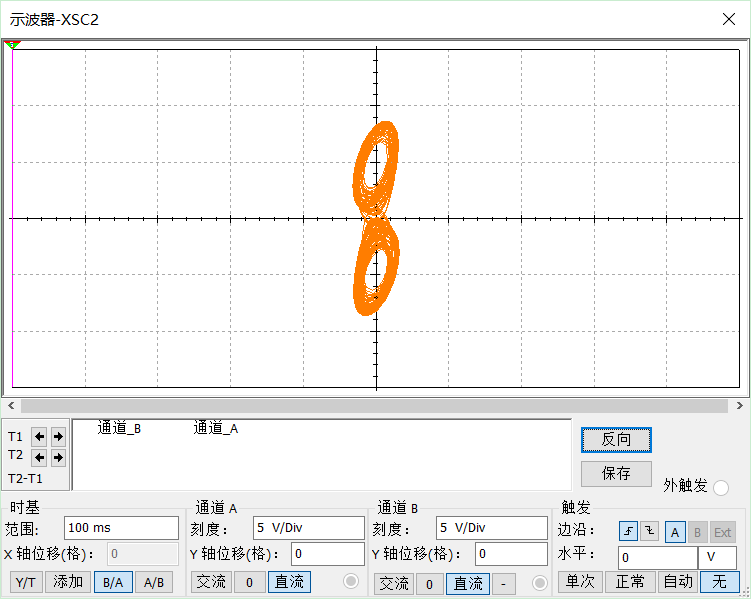 示波器-XSC2
通道_B 通道_A
T1
T2
T2-T1
反向
保存
外触发
时基 通道 A 通道 B 触发
范围: 100 ms 刻度: 5 V/Div 刻度: 5 V/Div 边沿: A B Ext
X 轴位移(格): 0 Y 轴位移(格): 0 Y 轴位移(格): 0 水平: 0 V
Y/T 添加 B/A A/B 交流 0 直流 交流 0 直流 - 单次 正常 自动 无